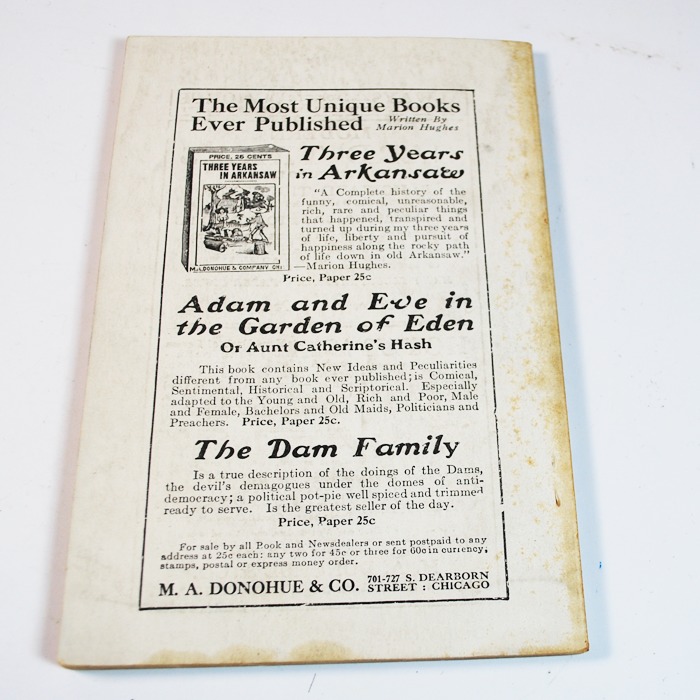 The Most Unique Books
Ever Published
Written By
Marion Hughes
PRICE, 25 CENTS
THREE YEARS
IN ARKANSAW
M.A.DONOHUE & COMPANY CHI
Three Years
in Arkansaw
"A Complete history of the
funny, comical, unreasonable,
rich, rare and peculiar things
that happened, transpired and
turned up during my three years
of life, liberty and pursuit of
happiness along the rocky path
of life down in old Arkansaw."
—Marion Hughes.
Price, Paper 25c
Adam and Eve in
the Garden of Eden
Or Aunt Catherine's Hash
This book contains New Ideas and Peculiarities
different from any book ever published; is Comical,
Sentimental, Historical and Scriptorical. Especially
adapted to the Young and Old, Rich and Poor, Male
and Female, Bachelors and Old Maids, Politicians and
Preachers. Price, Paper 25c.
The Dam Family
Is a true description of the doings of the Dams,
the devil's demagogues under the domes of anti-
democracy; a political pot-pie well spiced and trimmed
ready to serve. Is the greatest seller of the day.
Price, Paper 25c
For sale by all Book and Newsdealers or sent postpaid to any
address at 25c each: any two for 45c or three for 60c in currency,
stamps, postal or express money order.
M. A. DONOHUE & CO.
701-727 S. DEARBORN
STREET : CHICAGO